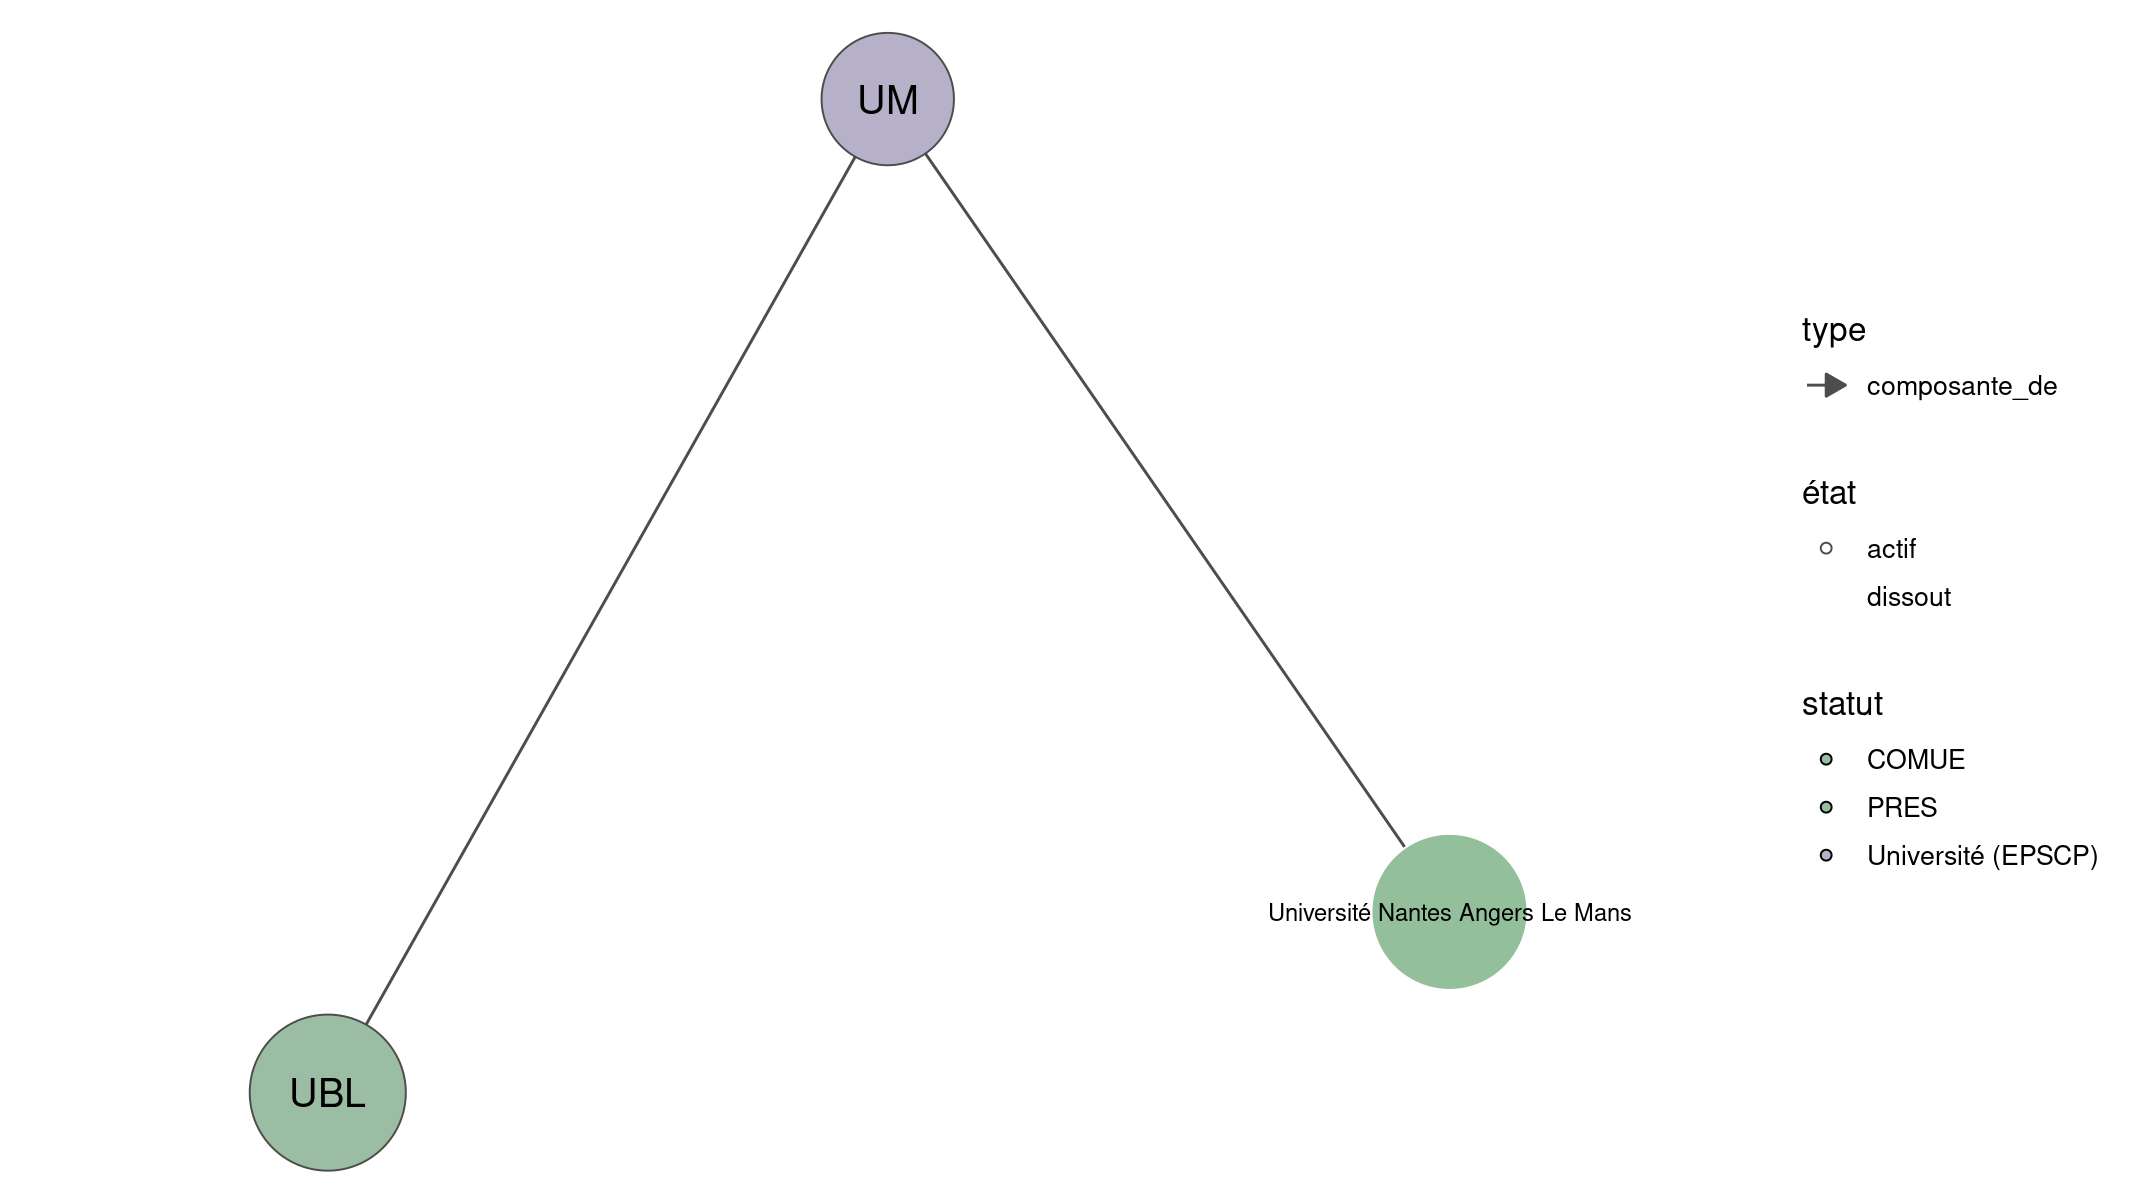 UM
type
composante_de
état
actif
dissout
statut
COMUE
PRES
Université (EPSCP)
Université Nantes Angers Le Mans
UBL